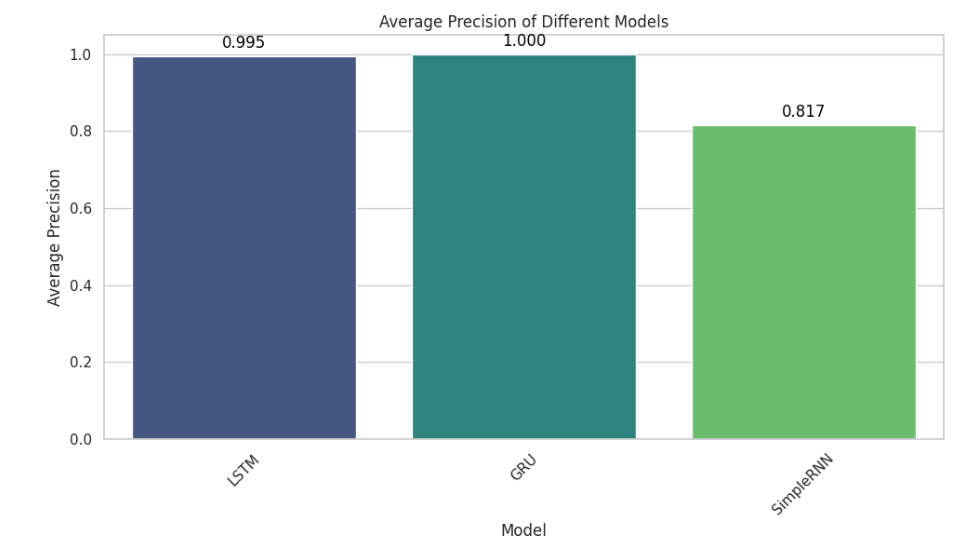 Average Precision of Different Models
0.995
1.000
0.817
1.0
0.8
0.6
0.4
0.2
0.0
Average Precision
LSTM
GRU
SimpleRNN
Model